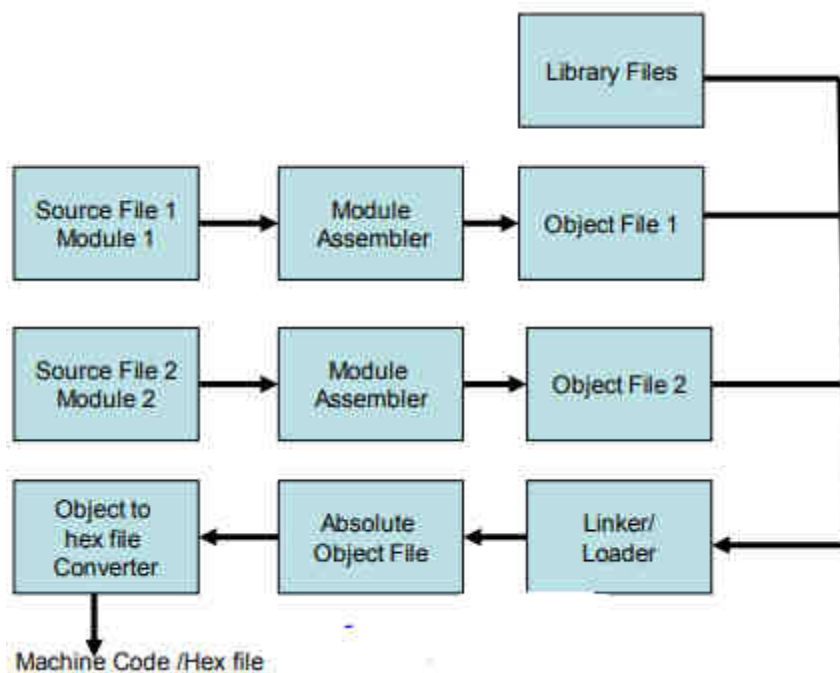 Library Files
Source File 1
Module 1
Module
Assembler
Object File 1
Source File 2
Module 2
Module
Assembler
Object File 2
Object to
hex file
Converter
Absolute
Object File
Linker/
Loader
Machine Code /Hex file